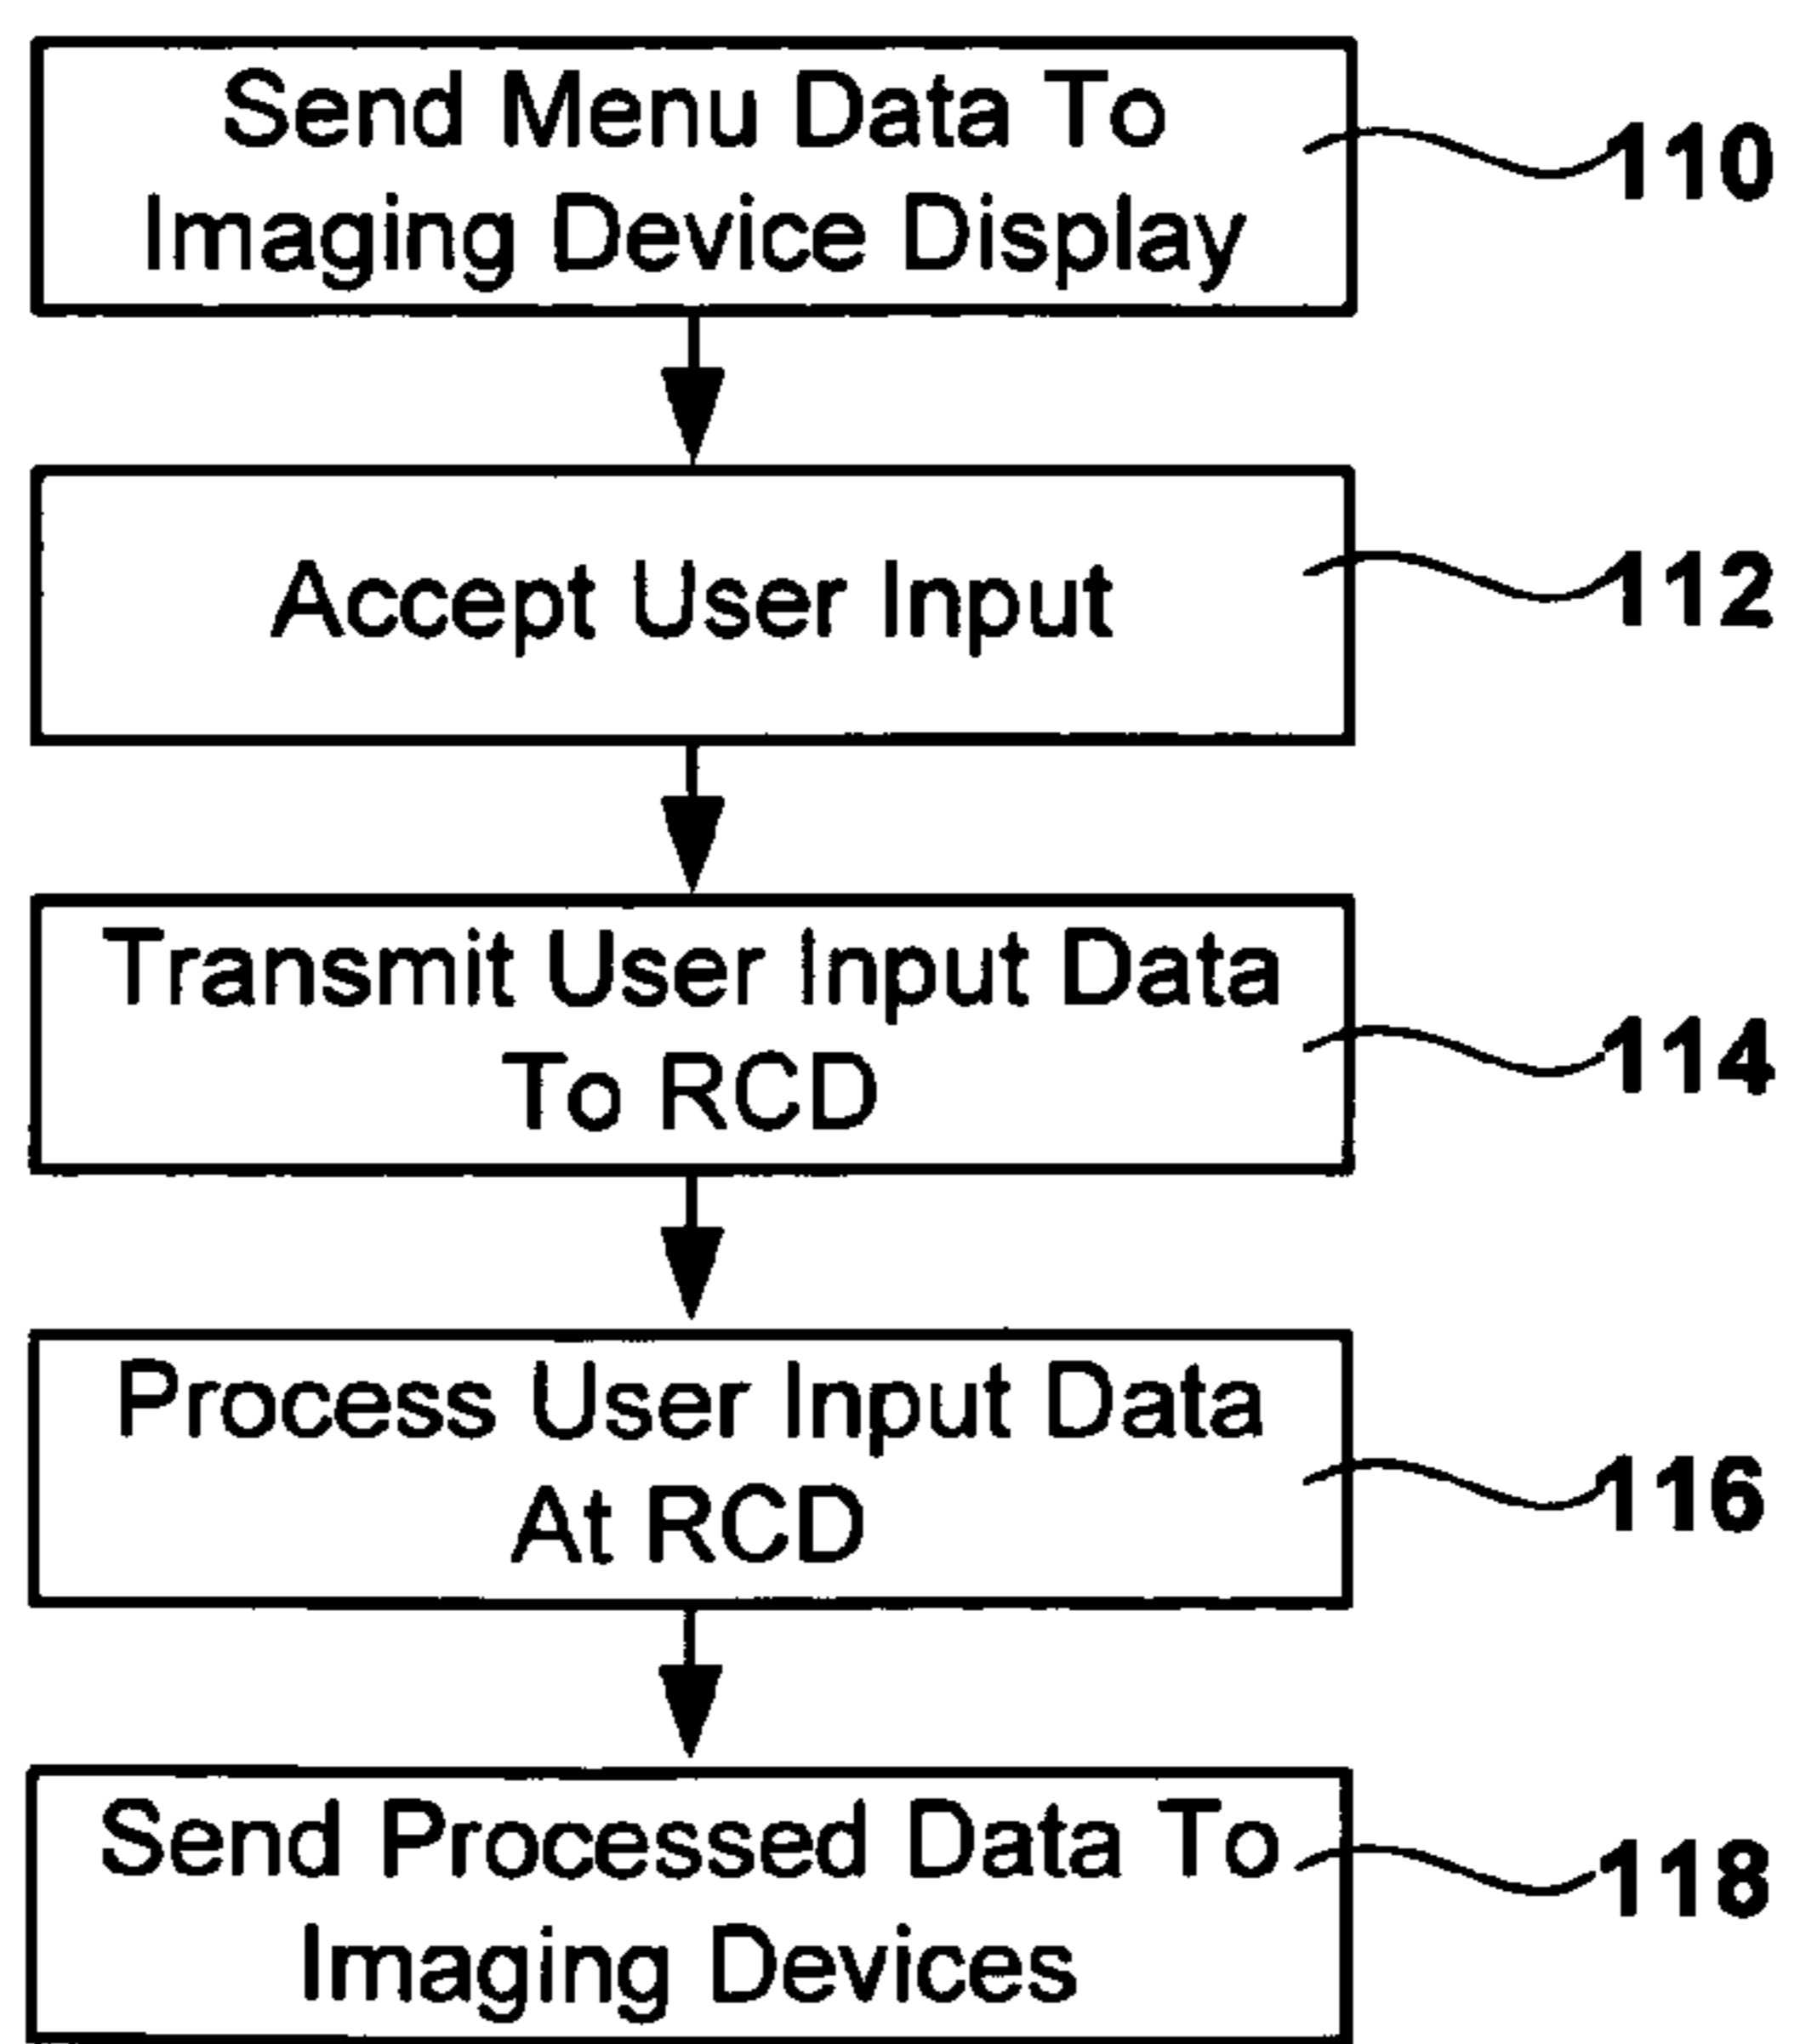 Send Menu Data To
Imaging Device Display
110
Accept User Input
112
Transmit User Input Data
To RCD
114
Process User Input Data
At RCD
116
Send Processed Data To
Imaging Devices
118